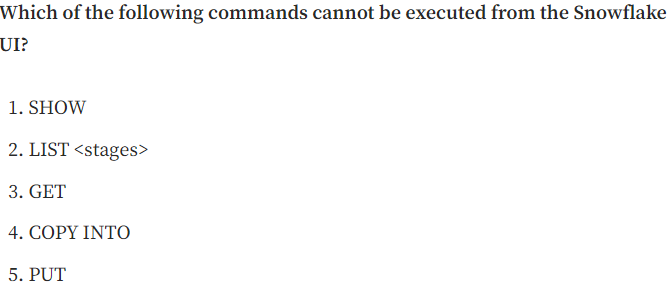 Which of the following commands cannot be executed from the Snowflake
UI?
1. SHOW
2. LIST <stages>
3. GET
4. COPY INTO
5. PUT